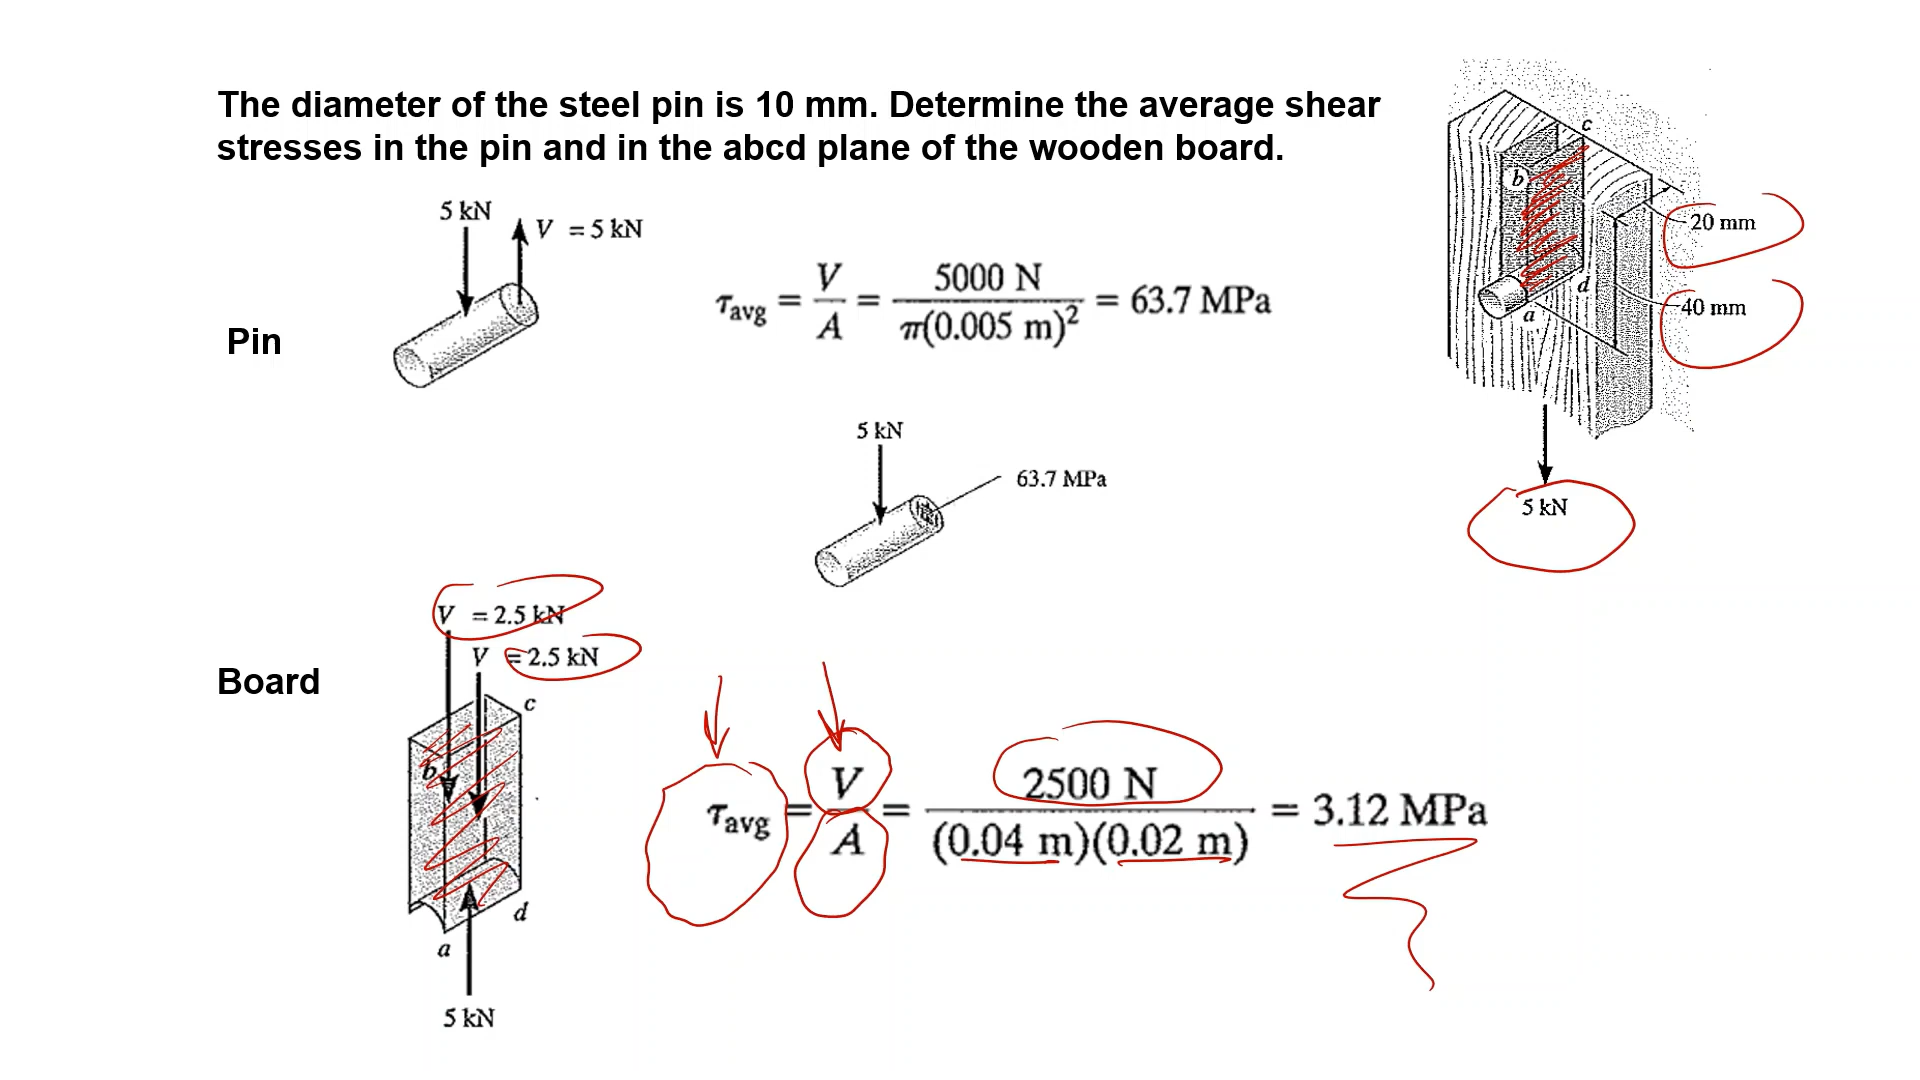 The diameter of the steel pin is 10 mm. Determine the average shear
stresses in the pin and in the abcd plane of the wooden board.
5 kN
V = 5 kN
Pin
τavg = V/A = 5000 N / π(0.005 m)² = 63.7 MPa
c
b
20 mm
d
40 mm
a
5 kN
5 kN
63.7 MPa
Board
V = 2.5 kN
V = 2.5 kN
c
b
d
a
5 kN
τavg = V/A = 2500 N / (0.04 m)(0.02 m) = 3.12 MPa